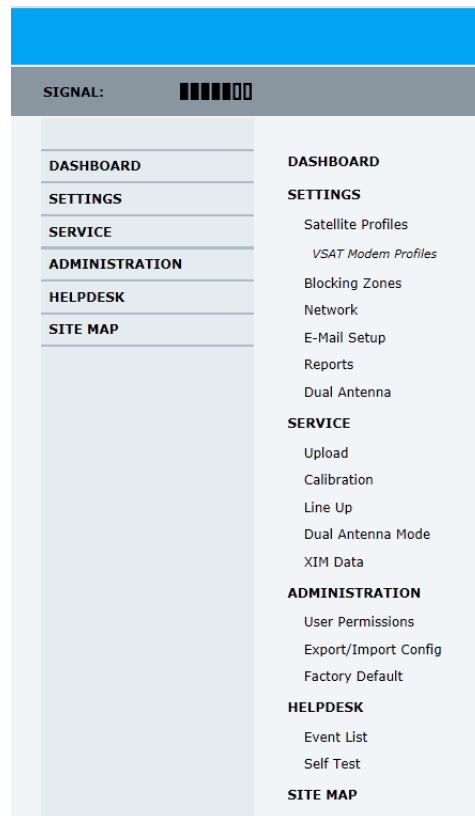 SIGNAL:
DASHBOARD
SETTINGS
SERVICE
ADMINISTRATION
HELPDESK
SITE MAP
DASHBOARD
SETTINGS
Satellite Profiles
VSAT Modem Profiles
Blocking Zones
Network
E-Mail Setup
Reports
Dual Antenna
SERVICE
Upload
Calibration
Line Up
Dual Antenna Mode
XIM Data
ADMINISTRATION
User Permissions
Export/Import Config
Factory Default
HELPDESK
Event List
Self Test
SITE MAP